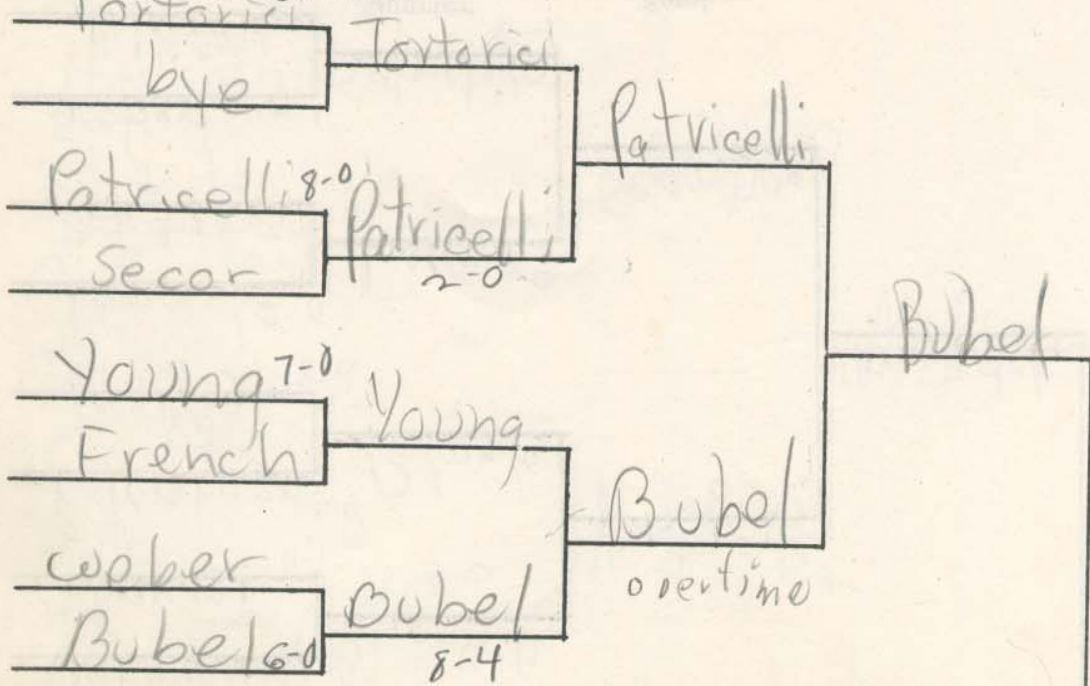 Tortorici
bye
Patricelli 8-0
Secor
Young 7-0
French
weber
Bubel 6-0
Tortorici
Patricelli
2-0
Young
Bubel
8-4
Patricelli
Bubel
overtime
Bubel